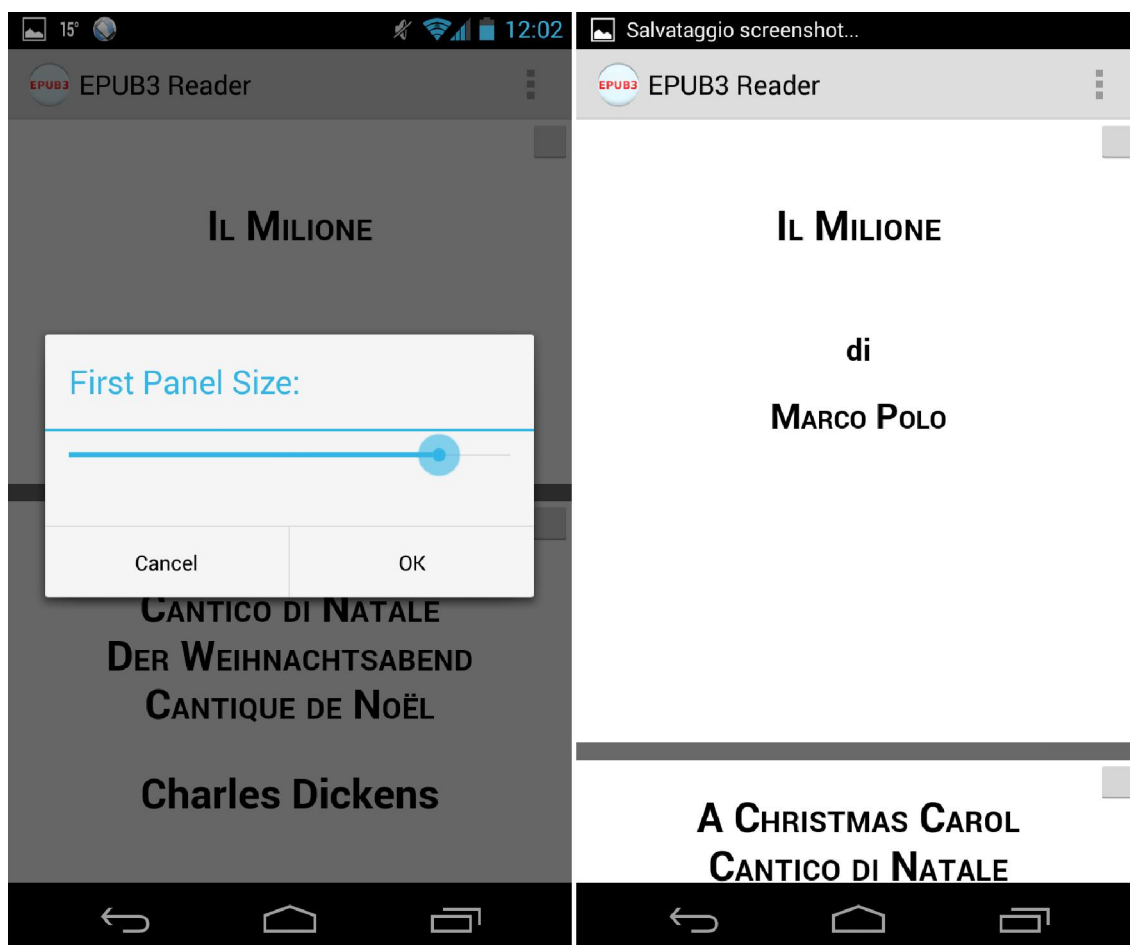 15°
12:02
EPUB3 EPUB3 Reader
IL MILIONE
First Panel Size:
Cancel OK
CANTICO DI NATALE
DER WEIHNACHTSABEND
CANTIQUE DE NOËL
Charles Dickens
Salvataggio screenshot...
EPUB3 EPUB3 Reader
IL MILIONE
di
MARCO POLO
A CHRISTMAS CAROL
CANTICO DI NATALE